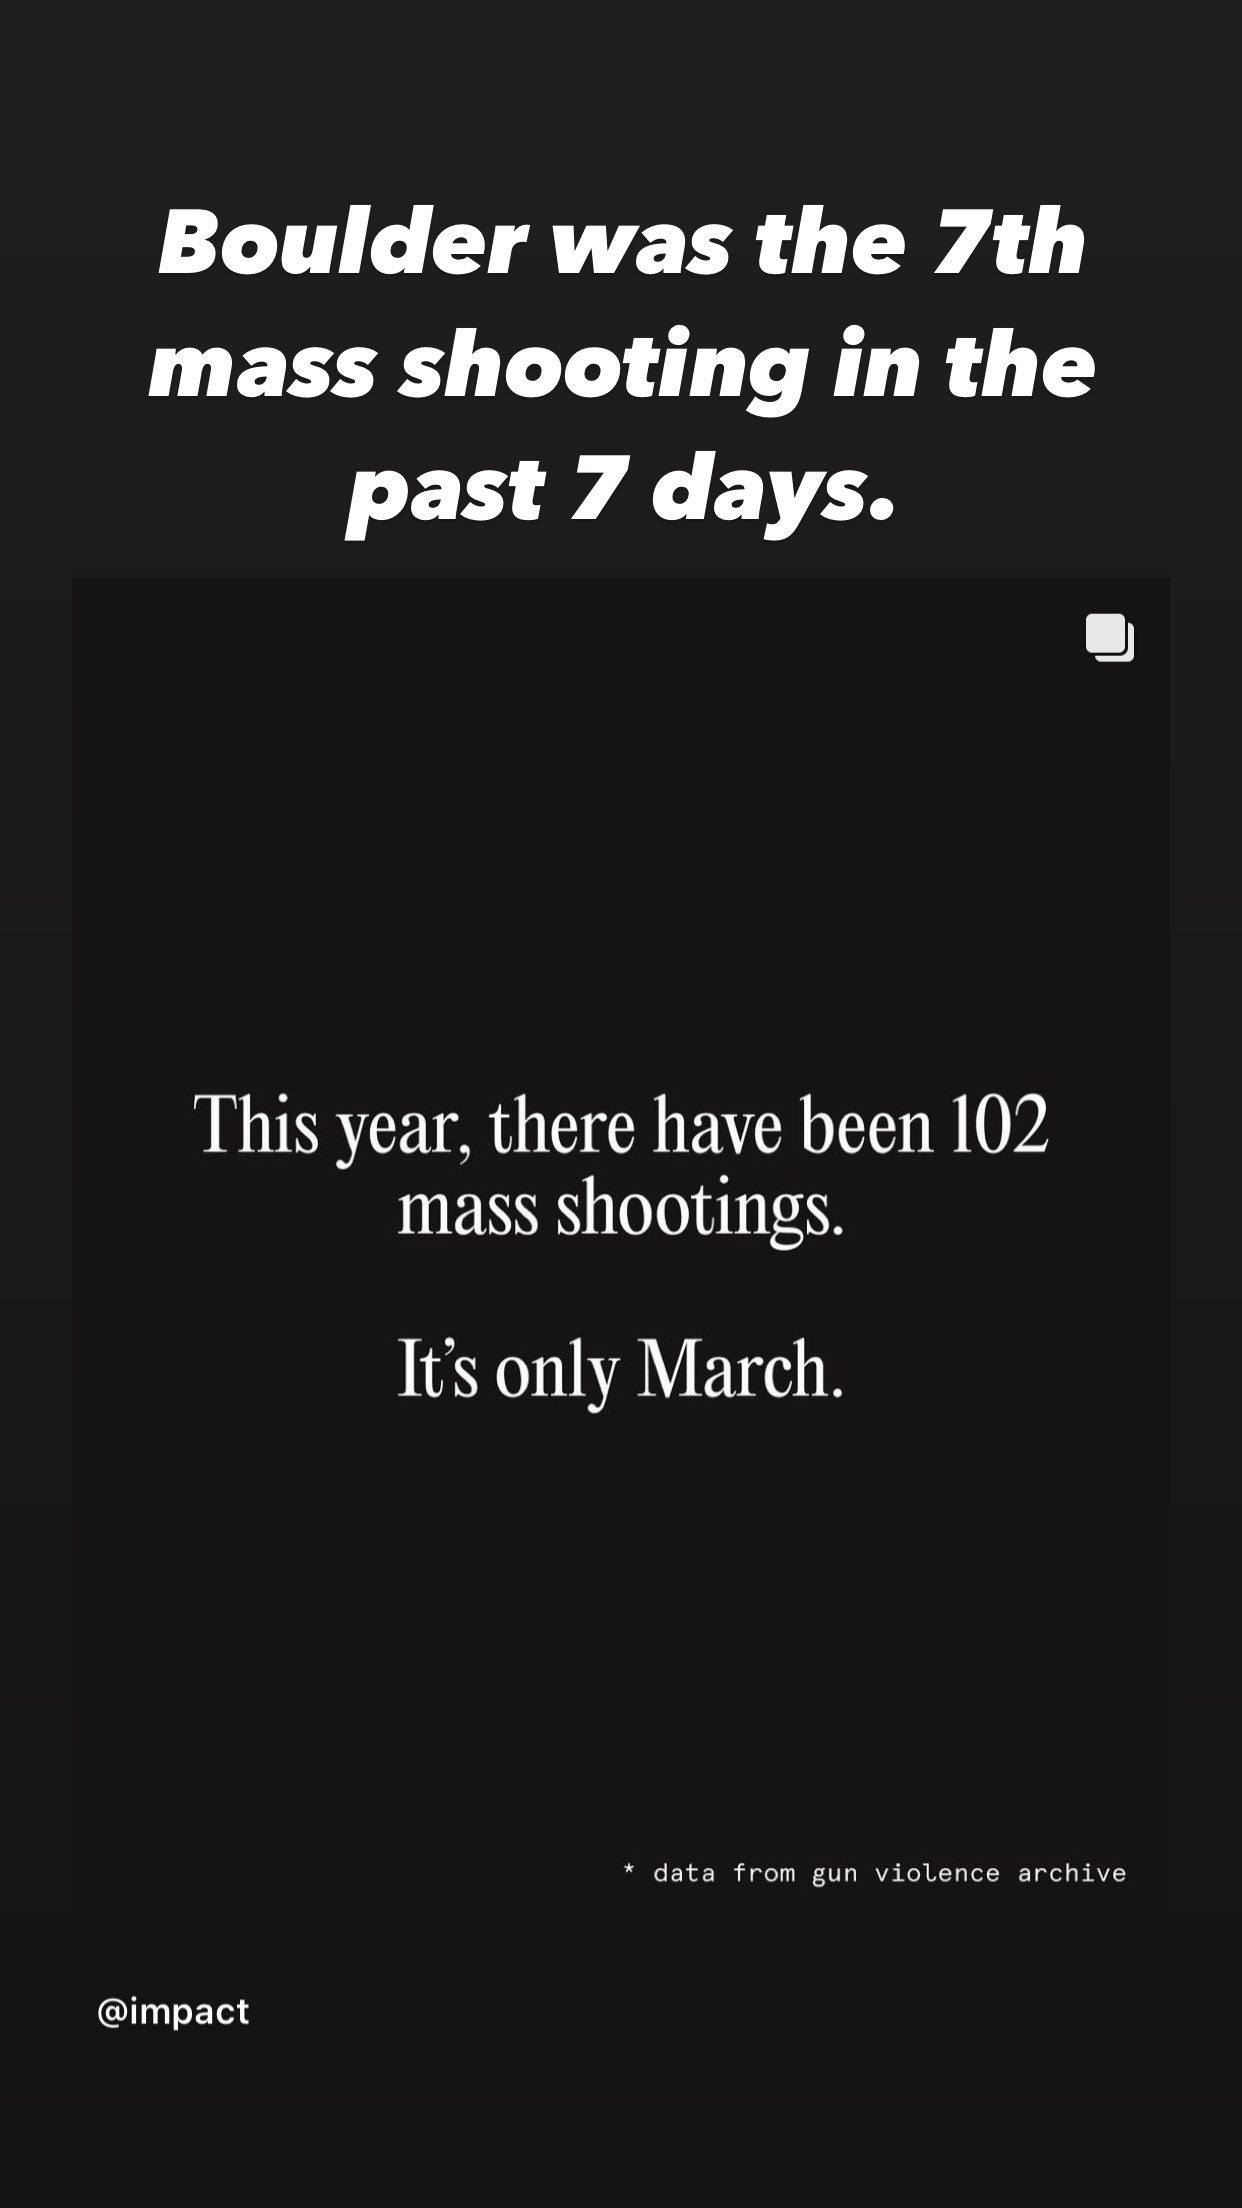 Boulder was the 7th
mass shooting in the
past 7 days.
This year, there have been 102
mass shootings.
It’s only March.
* data from gun violence archive
@impact